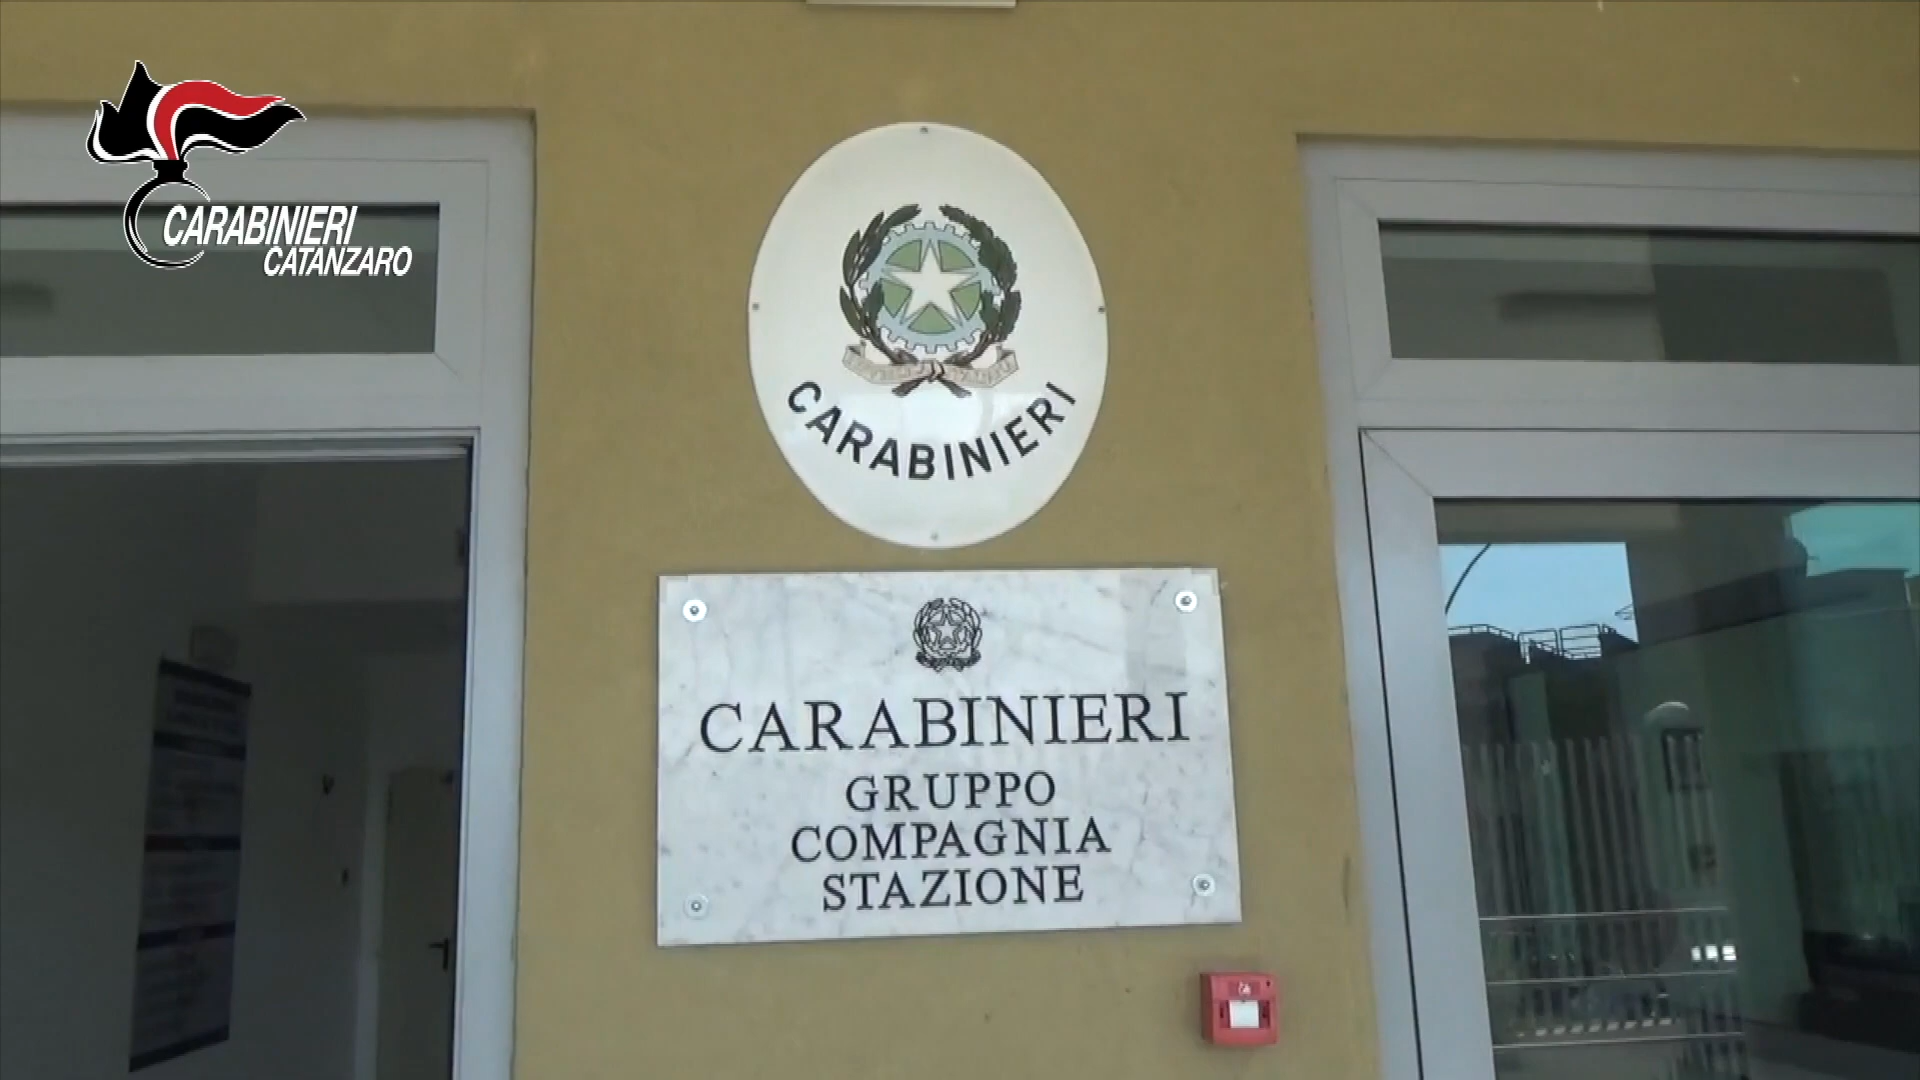 CARABINIERI
CATANZARO
CARABINIERI
CARABINIERI
GRUPPO
COMPAGNIA
STAZIONE